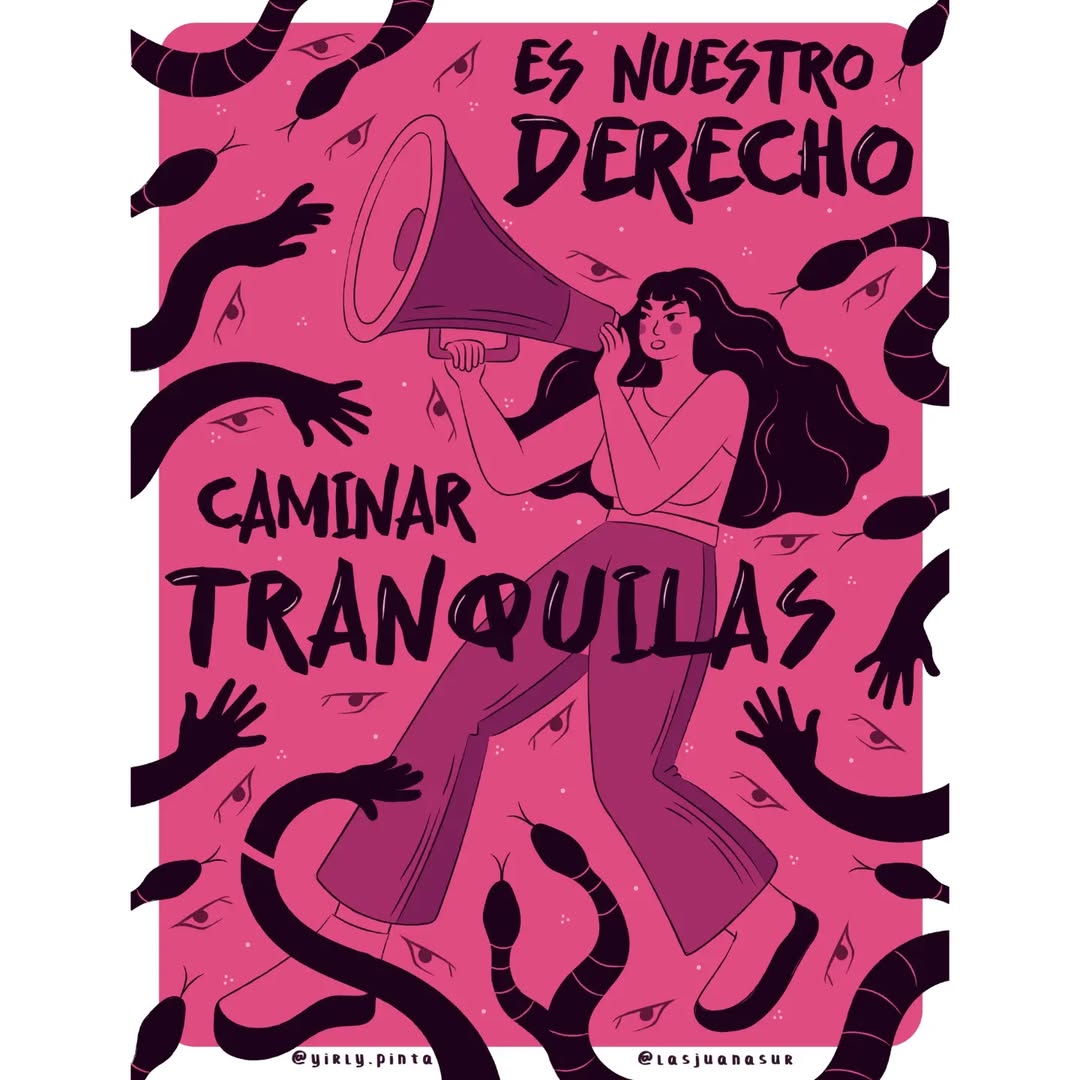 ES NUESTRO
DERECHO
CAMINAR
TRANQUILAS
@YIRLY.PINTA
@LASJUANASUR